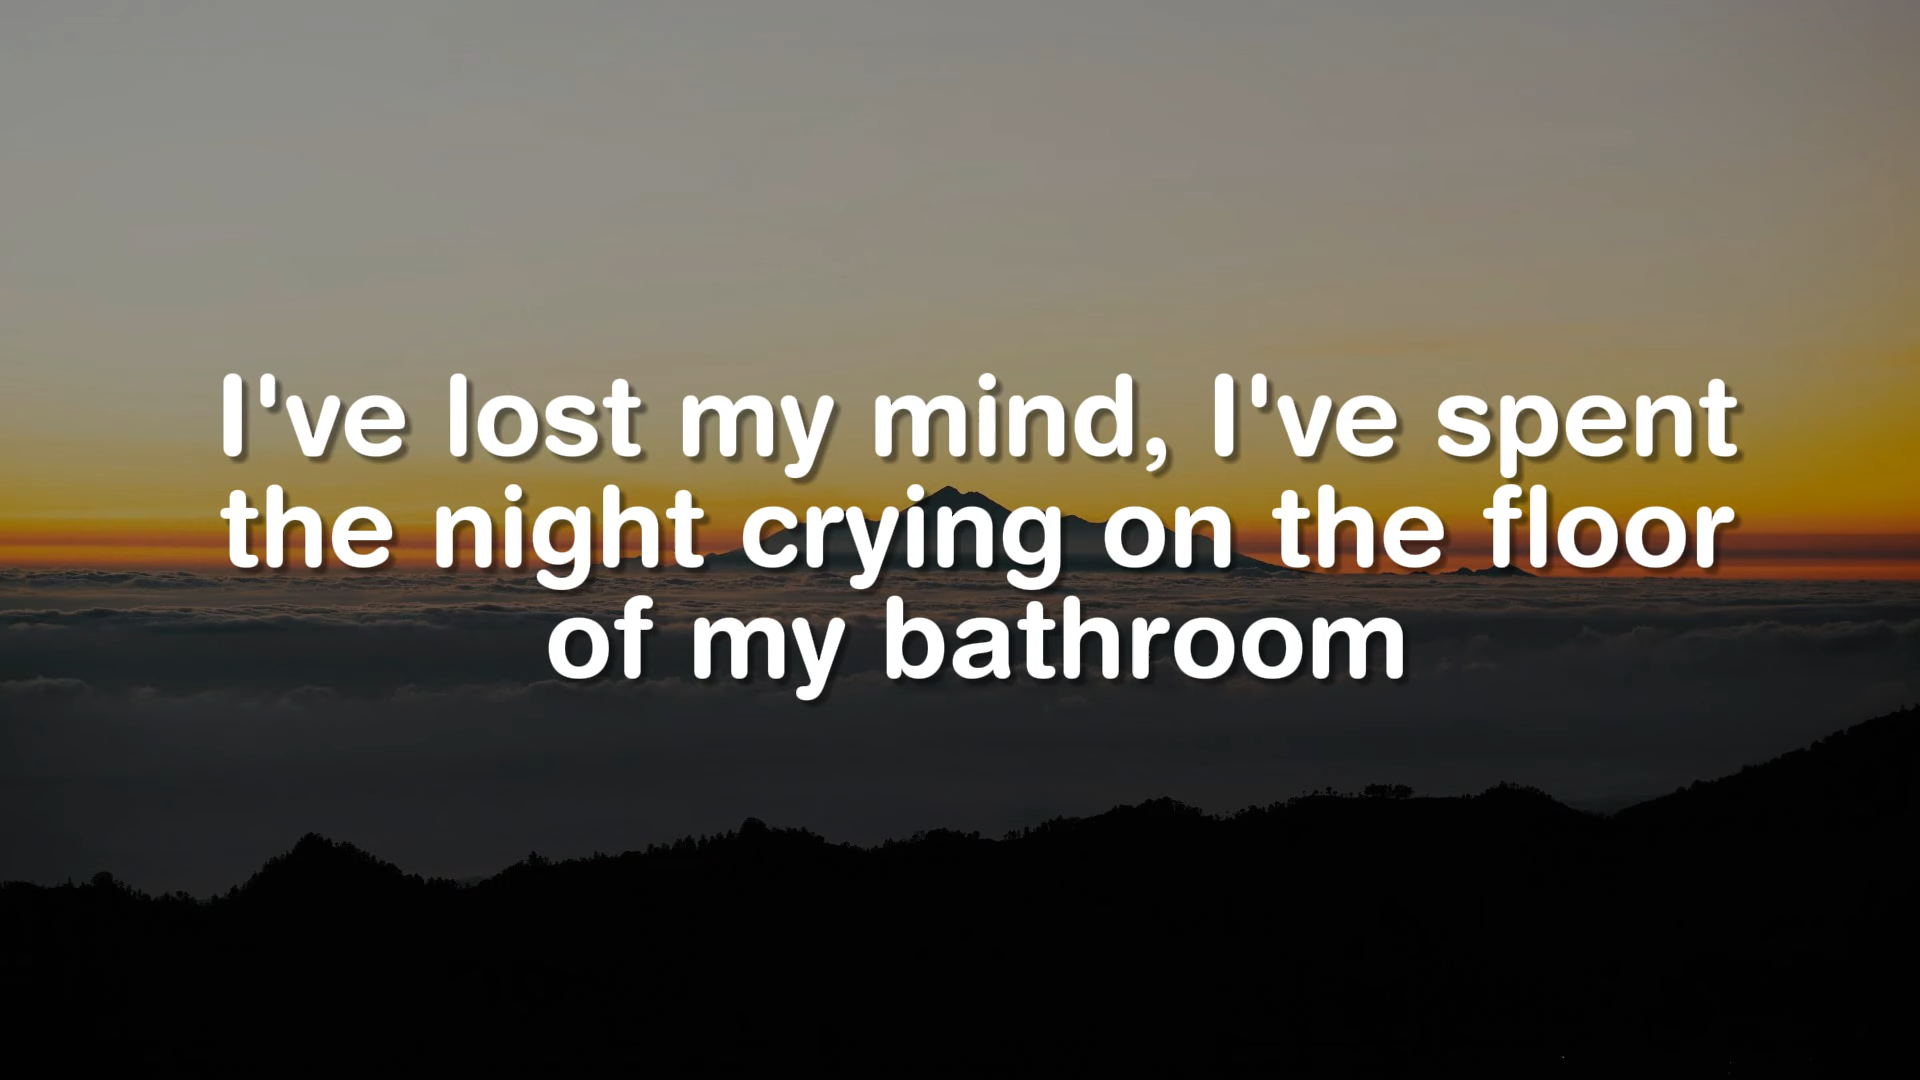 I've lost my mind, I've spent
the night crying on the floor
of my bathroom